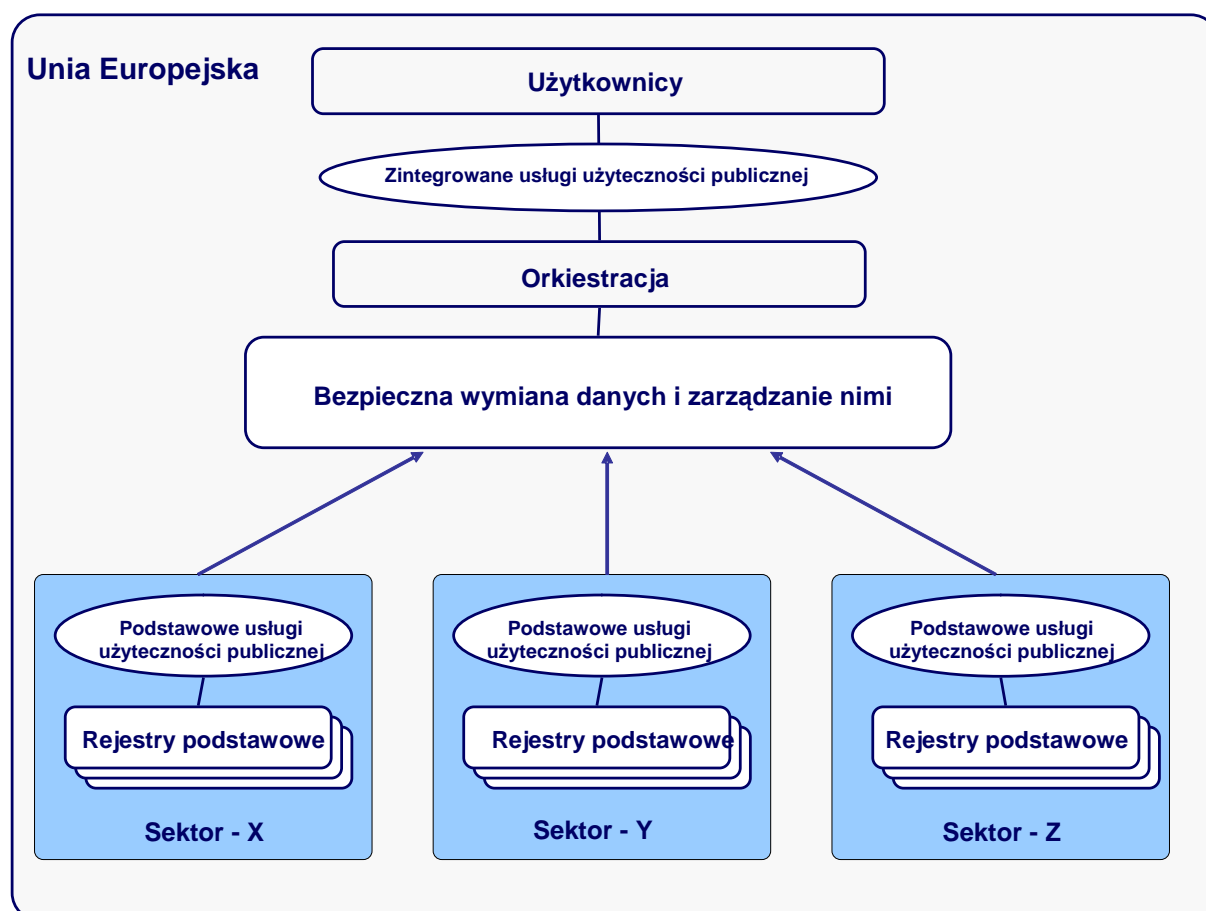 Unia Europejska
Użytkownicy
Zintegrowane usługi użyteczności publicznej
Orkiestracja
Bezpieczna wymiana danych i zarządzanie nimi
Podstawowe usługi
użyteczności publicznej
Rejestry podstawowe
Sektor - X
Podstawowe usługi
użyteczności publicznej
Rejestry podstawowe
Sektor - Y
Podstawowe usługi
użyteczności publicznej
Rejestry podstawowe
Sektor - Z